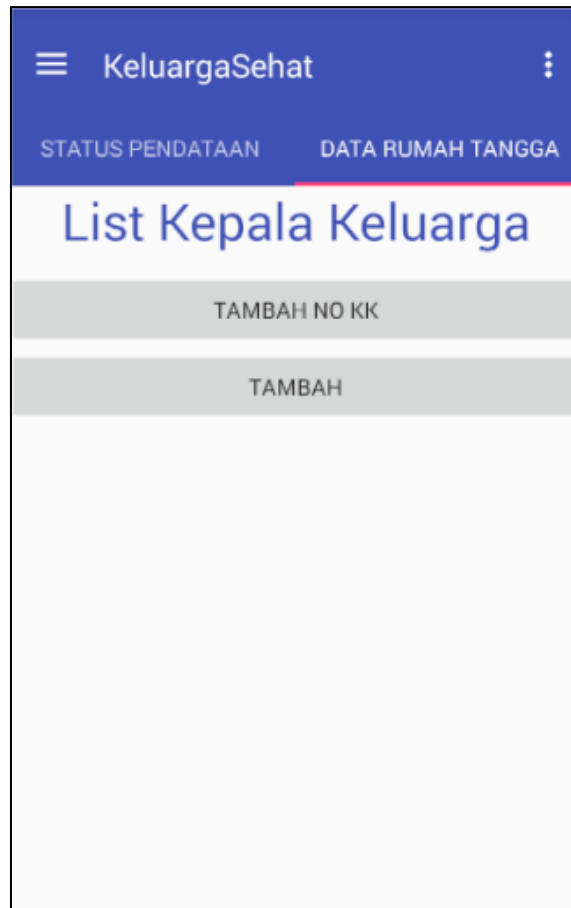 KeluargaSehat
STATUS PENDATAAN DATA RUMAH TANGGA
List Kepala Keluarga
TAMBAH NO KK
TAMBAH